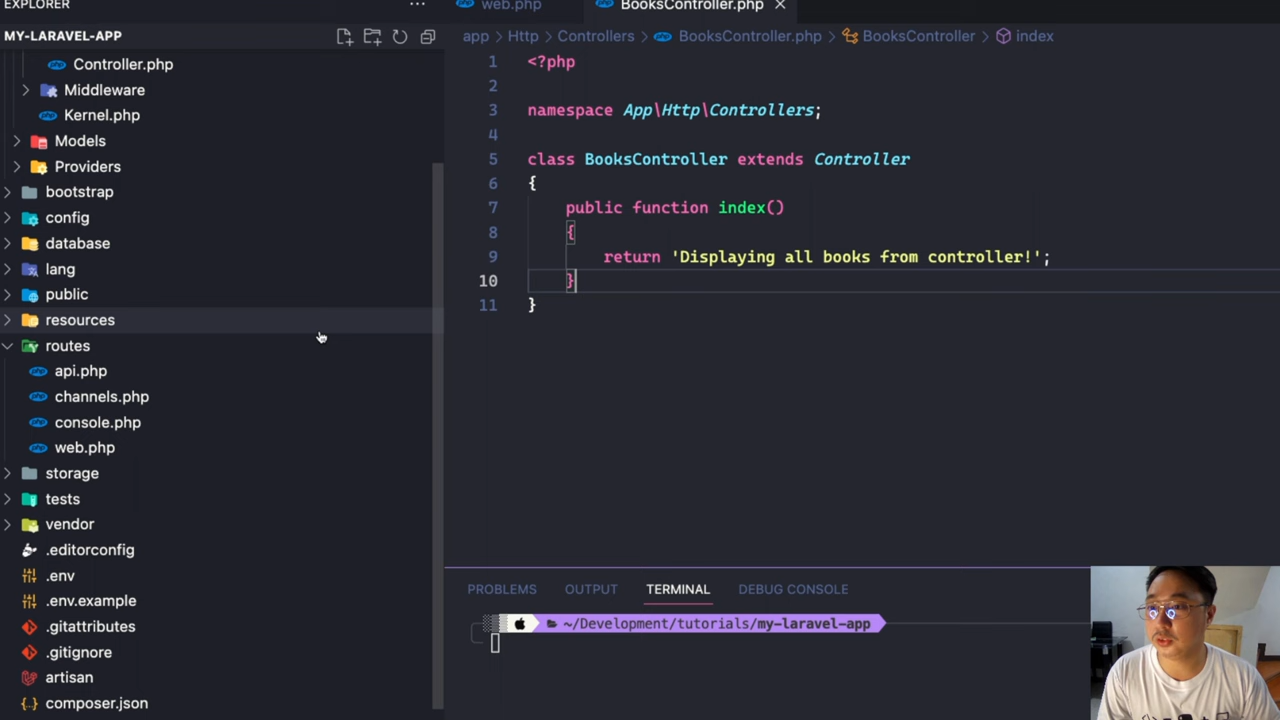 EXPLORER
...
MY-LARAVEL-APP
Controller.php
Middleware
Kernel.php
Models
Providers
bootstrap
config
database
lang
public
resources
routes
api.php
channels.php
console.php
web.php
storage
tests
vendor
.editorconfig
.env
.env.example
.gitattributes
.gitignore
artisan
composer.json
web.php BooksController.php
app > Http > Controllers > BooksController.php > BooksController > index
1 <?php
2
3 namespace App\Http\Controllers;
4
5 class BooksController extends Controller
6 {
7 public function index()
8 {
9 return 'Displaying all books from controller!';
10 }
11 }
PROBLEMS OUTPUT TERMINAL DEBUG CONSOLE
~/Development/tutorials/my-laravel-app